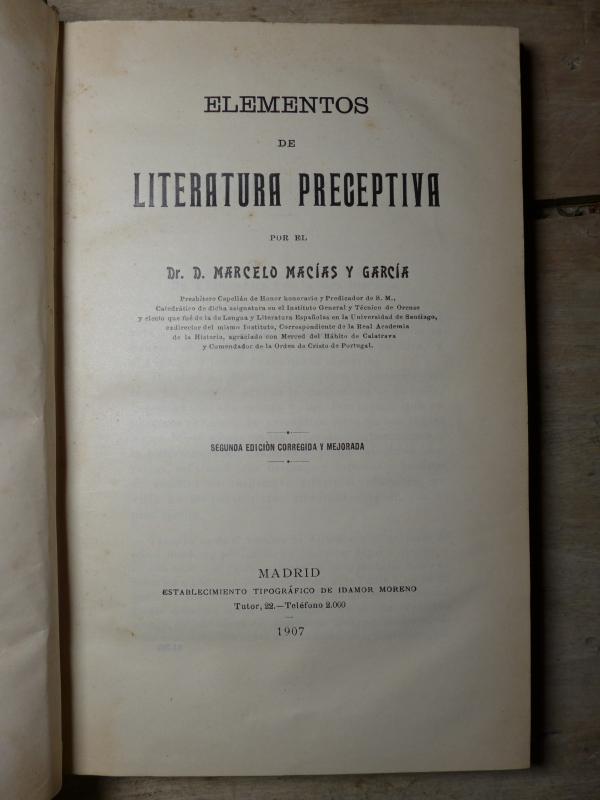 ELEMENTOS
DE
LITERATURA PRECEPTIVA
POR EL
Dr. D. MARCELO MACÍAS Y GARCÍA
Presbítero Capellán de Honor honorario y Predicador de S. M.,
Catedrático de dicha asignatura en el Instituto General y Técnico de Orense
y electo que fué de la de Lengua y Literatura Españolas en la Universidad de Santiago,
exdirector del mismo Instituto, Correspondiente de la Real Academia
de la Historia, agraciado con Merced del Hábito de Calatrava
y Comendador de la Orden de Cristo de Portugal.
SEGUNDA EDICIÒN CORREGIDA Y MEJORADA
MADRID
ESTABLECIMIENTO TIPOGRÁFICO DE IDAMOR MORENO
Tutor, 22.—Teléfono 2.000
1907